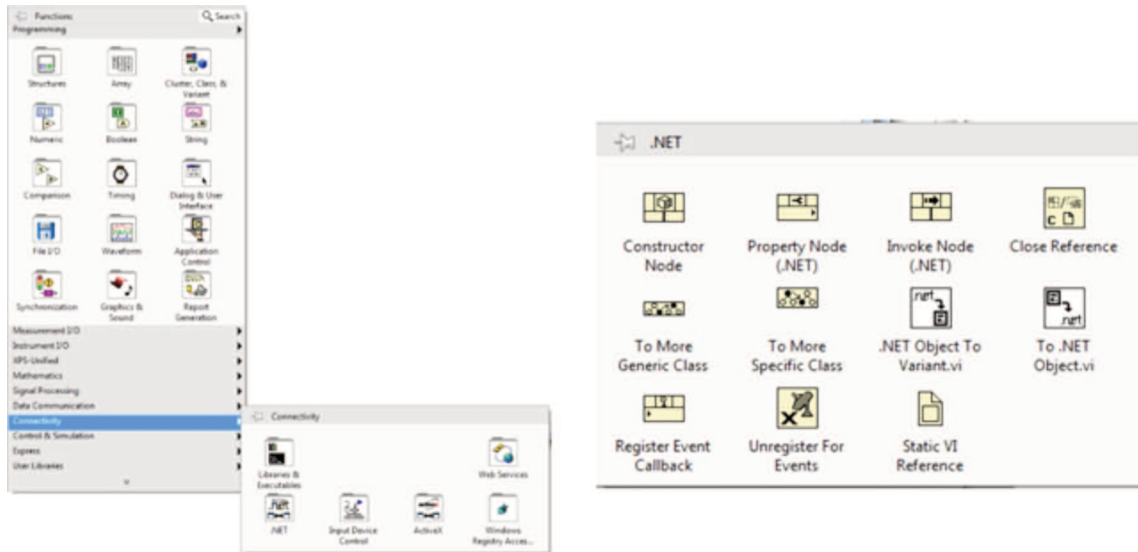 Functions
Search
Programming
Structures
Array
Cluster, Class, &
Variant
Numeric
Boolean
String
Comparison
Timing
Dialog & User
Interface
File I/O
Waveform
Application
Control
Synchronization
Graphics &
Sound
Report
Generation
Measurement I/O
Instrument I/O
XPS-Unified
Mathematics
Signal Processing
Data Communication
Connectivity
Control & Simulation
Express
User Libraries
Connectivity
Libraries &
Executables
Web Services
.NET
Input Device
Control
ActiveX
Windows
Registry Acces...
.NET
Constructor
Node
Property Node
(.NET)
Invoke Node
(.NET)
Close Reference
To More
Generic Class
To More
Specific Class
.NET Object To
Variant.vi
To .NET
Object.vi
Register Event
Callback
Unregister For
Events
Static VI
Reference